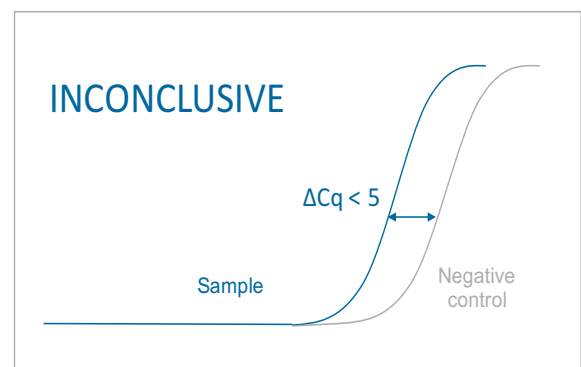 INCONCLUSIVE
ΔCq < 5
Sample
Negative
control